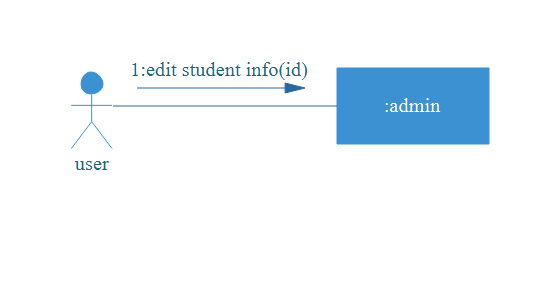 1:edit student info(id)
:admin
user